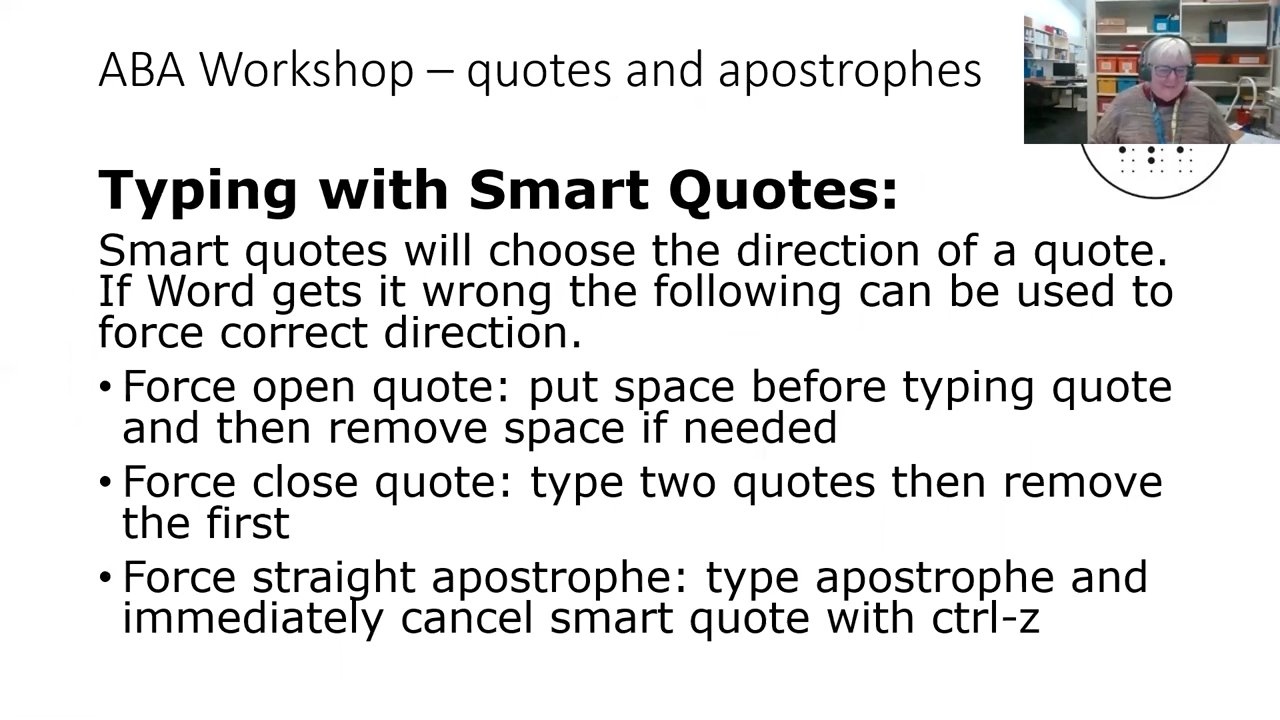 ABA Workshop – quotes and apostrophes
Typing with Smart Quotes:
Smart quotes will choose the direction of a quote.
If Word gets it wrong the following can be used to
force correct direction.
• Force open quote: put space before typing quote
and then remove space if needed
• Force close quote: type two quotes then remove
the first
• Force straight apostrophe: type apostrophe and
immediately cancel smart quote with ctrl-z